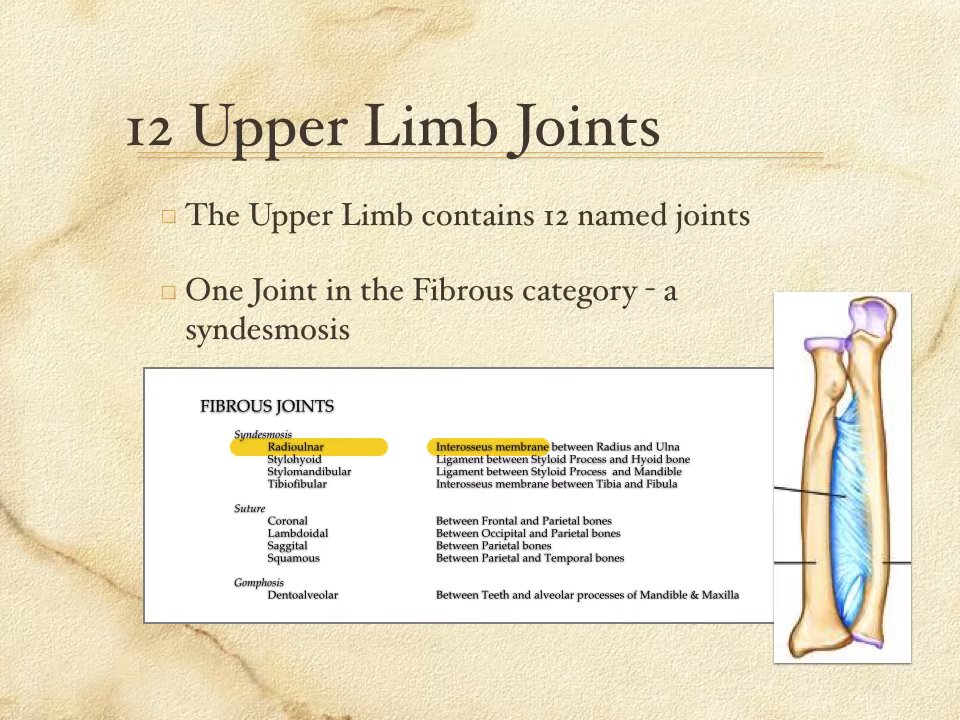 12 Upper Limb Joints
The Upper Limb contains 12 named joints
One Joint in the Fibrous category - a
syndesmosis
FIBROUS JOINTS
Syndesmosis
Radioulnar Interosseus membrane between Radius and Ulna
Stylohyoid Ligament between Styloid Process and Hyoid bone
Stylomandibular Ligament between Styloid Process and Mandible
Tibiofibular Interosseus membrane between Tibia and Fibula
Suture
Coronal Between Frontal and Parietal bones
Lambdoidal Between Occipital and Parietal bones
Saggital Between Parietal bones
Squamous Between Parietal and Temporal bones
Gomphosis
Dentoalveolar Between Teeth and alveolar processes of Mandible & Maxilla